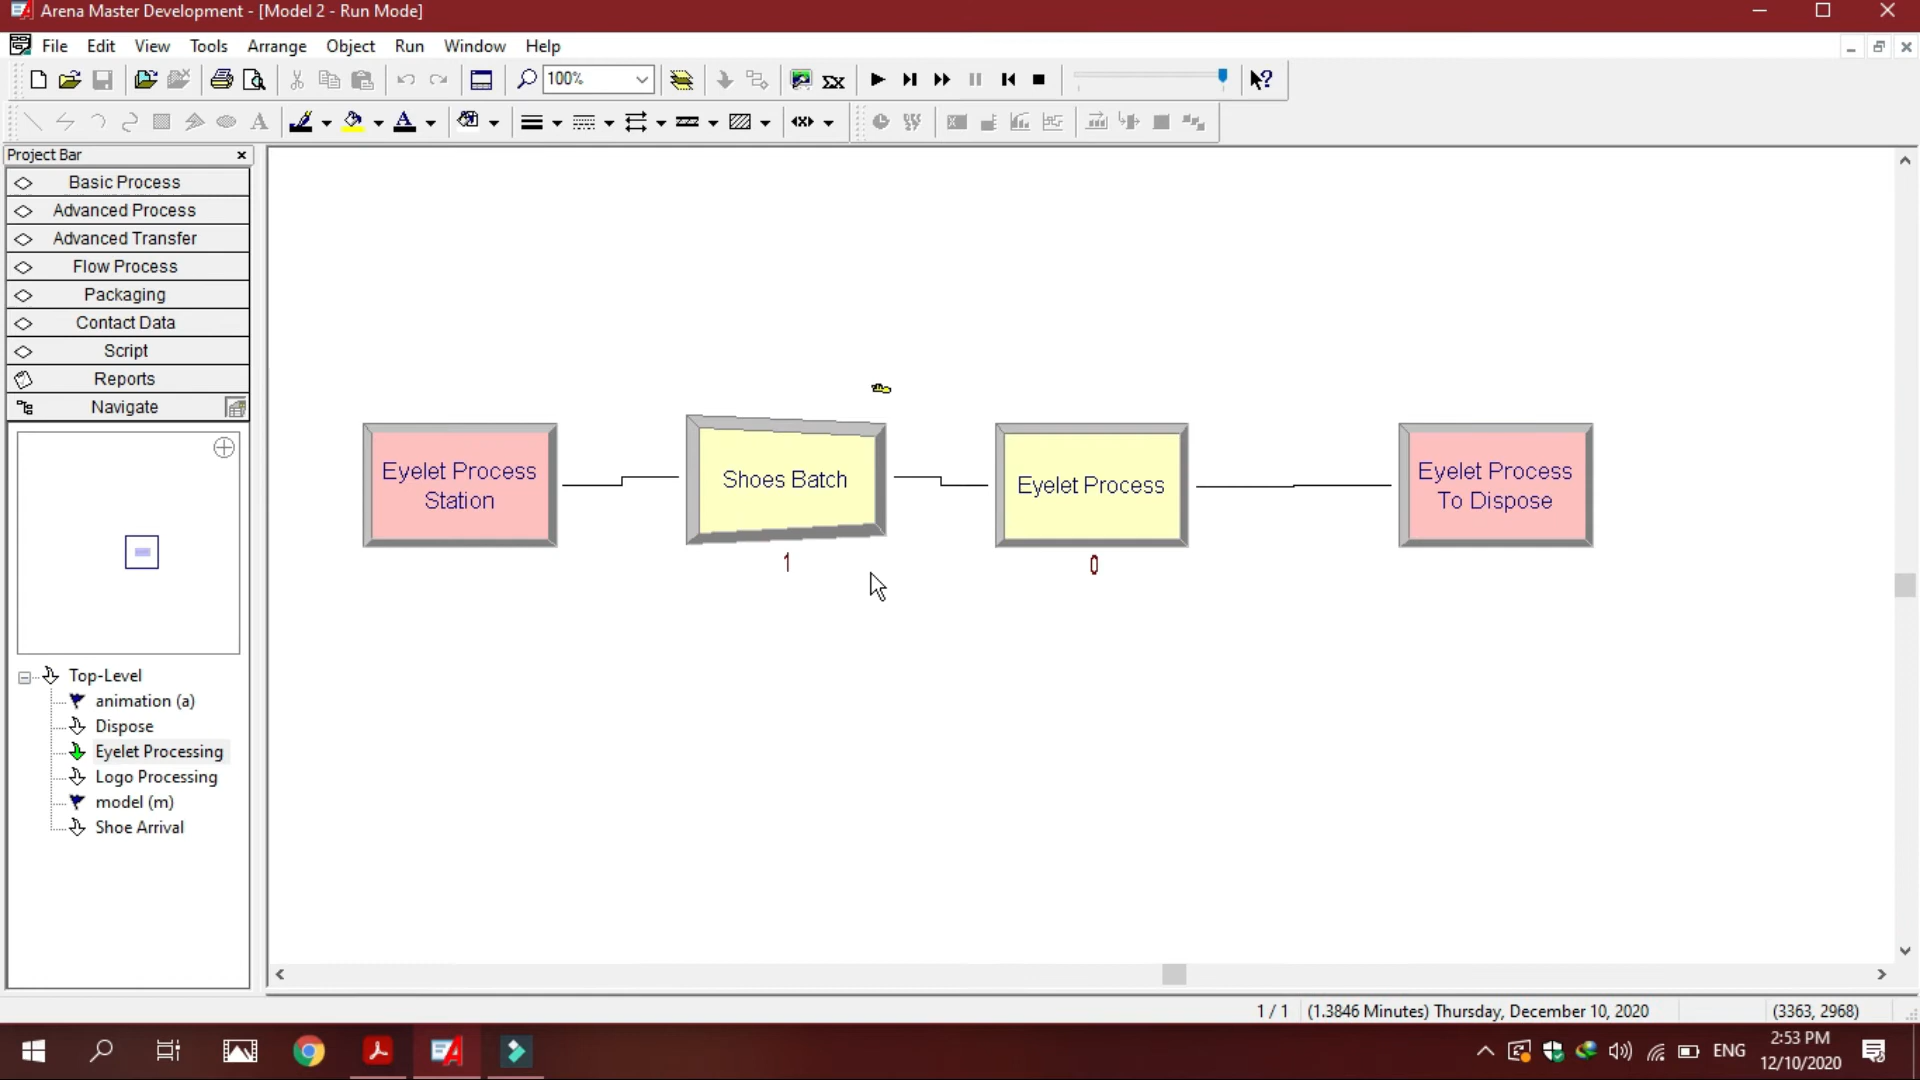 Arena Master Development - [Model 2 - Run Mode]
File Edit View Tools Arrange Object Run Window Help
100%
Project Bar
Basic Process
Advanced Process
Advanced Transfer
Flow Process
Packaging
Contact Data
Script
Reports
Navigate
Eyelet Process
Station
Shoes Batch
1
Eyelet Process
0
Eyelet Process
To Dispose
Top-Level
animation (a)
Dispose
Eyelet Processing
Logo Processing
model (m)
Shoe Arrival
1 / 1 (1.3846 Minutes) Thursday, December 10, 2020 (3363, 2968)
ENG
2:53 PM
12/10/2020